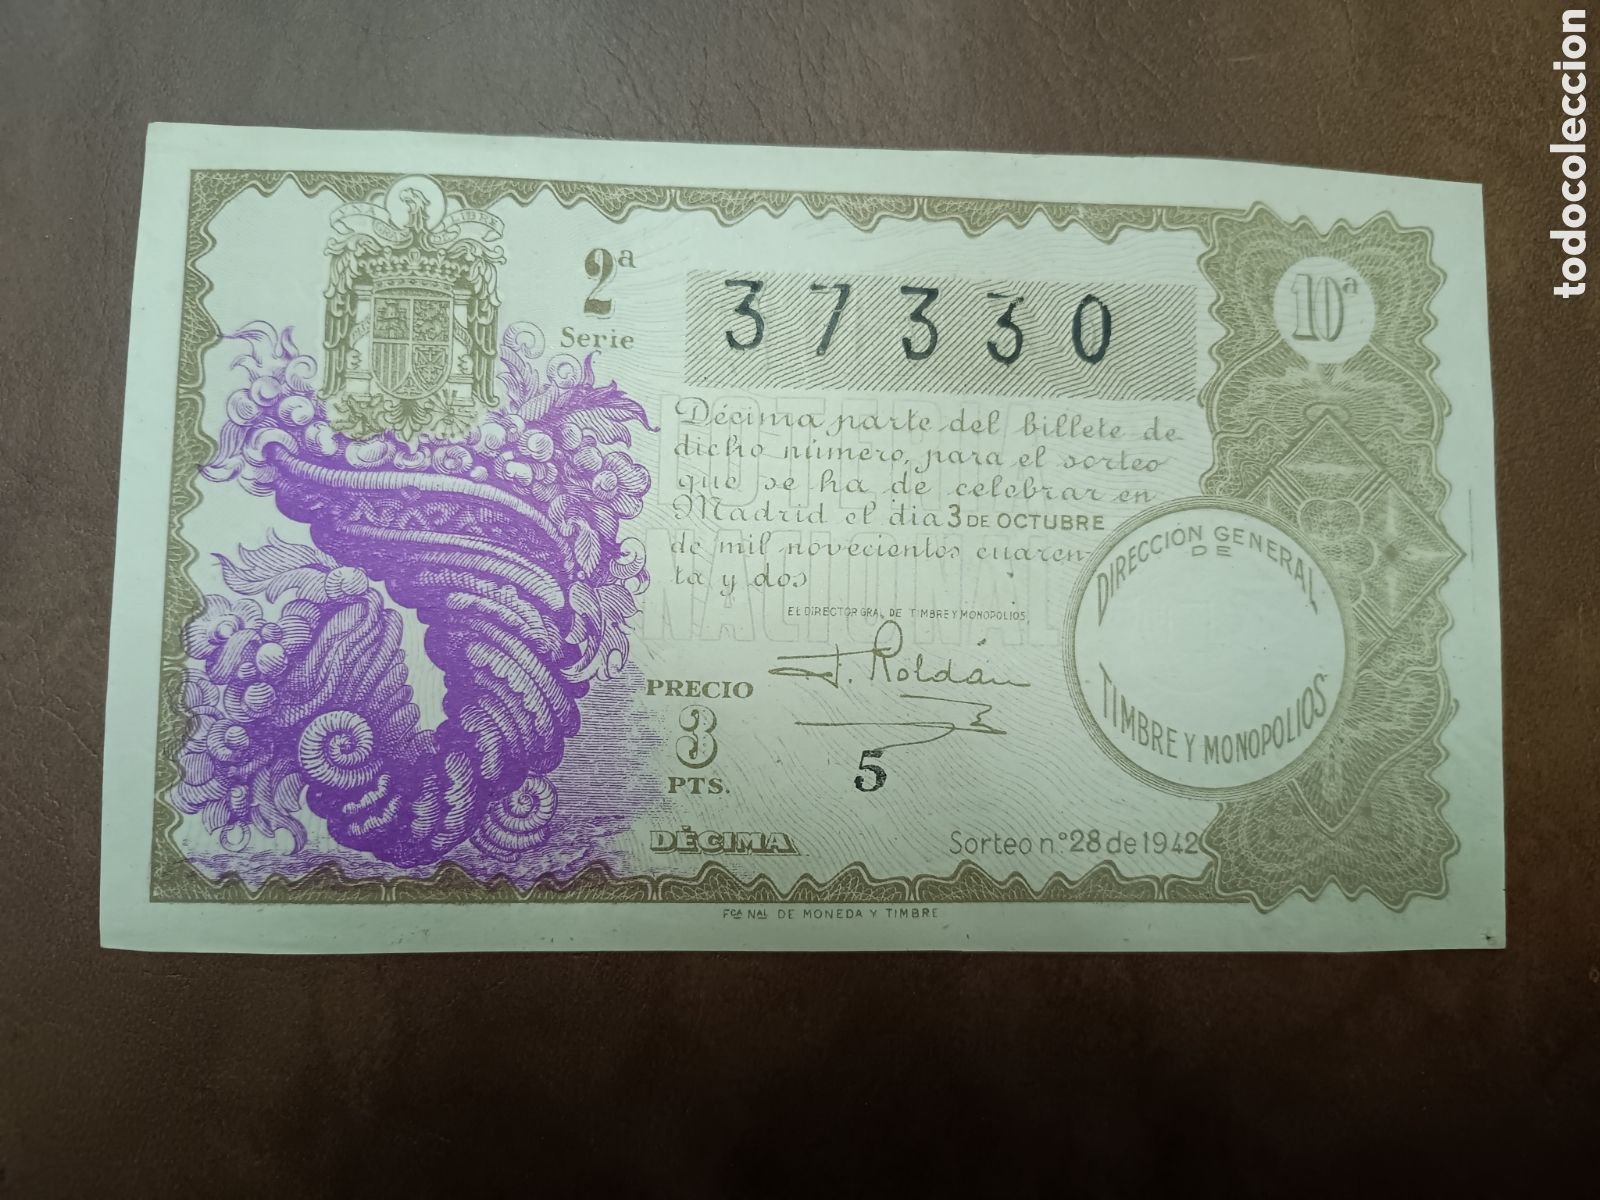 2ª
Serie
37330
10ª
Décima parte del billete de
dicho número, para el sorteo
que se ha de celebrar en
Madrid el dia 3 DE OCTUBRE
de mil novecientos cuaren-
ta y dos
LOTERIA
NACIONAL
EL DIRECTOR GRAL. DE TIMBRE Y MONOPOLIOS
F. Roldán
DIRECCIÓN GENERAL
DE
TIMBRE Y MONOPOLIOS
PRECIO
3
PTS.
5
DÉCIMA
Sorteo n.º 28 de 1942
FCA NAL DE MONEDA Y TIMBRE
todocoleccion